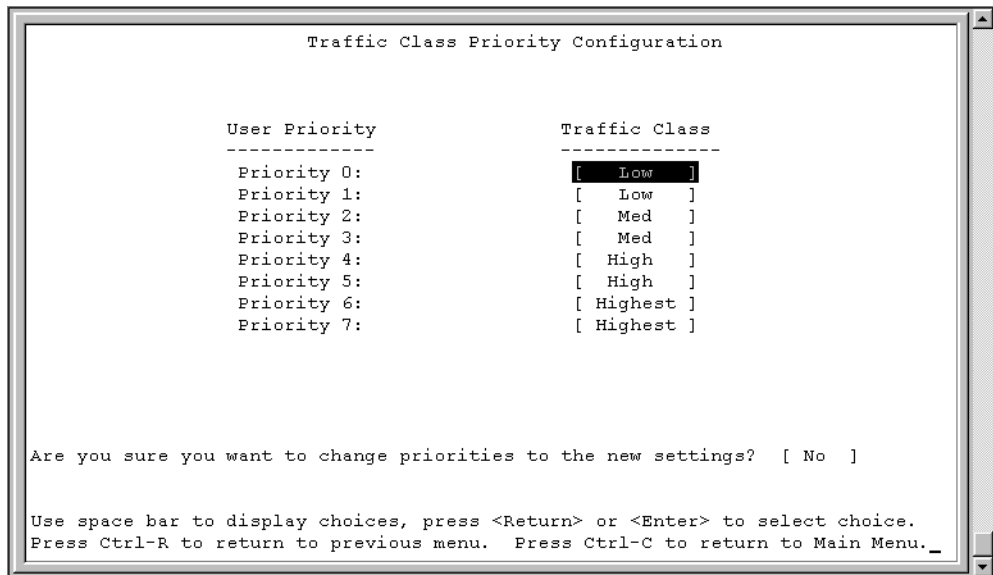 Traffic Class Priority Configuration
User Priority Traffic Class
------------- --------------
Priority 0: [ Low ]
Priority 1: [ Low ]
Priority 2: [ Med ]
Priority 3: [ Med ]
Priority 4: [ High ]
Priority 5: [ High ]
Priority 6: [ Highest ]
Priority 7: [ Highest ]
Are you sure you want to change priorities to the new settings? [ No ]
Use space bar to display choices, press <Return> or <Enter> to select choice.
Press Ctrl-R to return to previous menu. Press Ctrl-C to return to Main Menu._